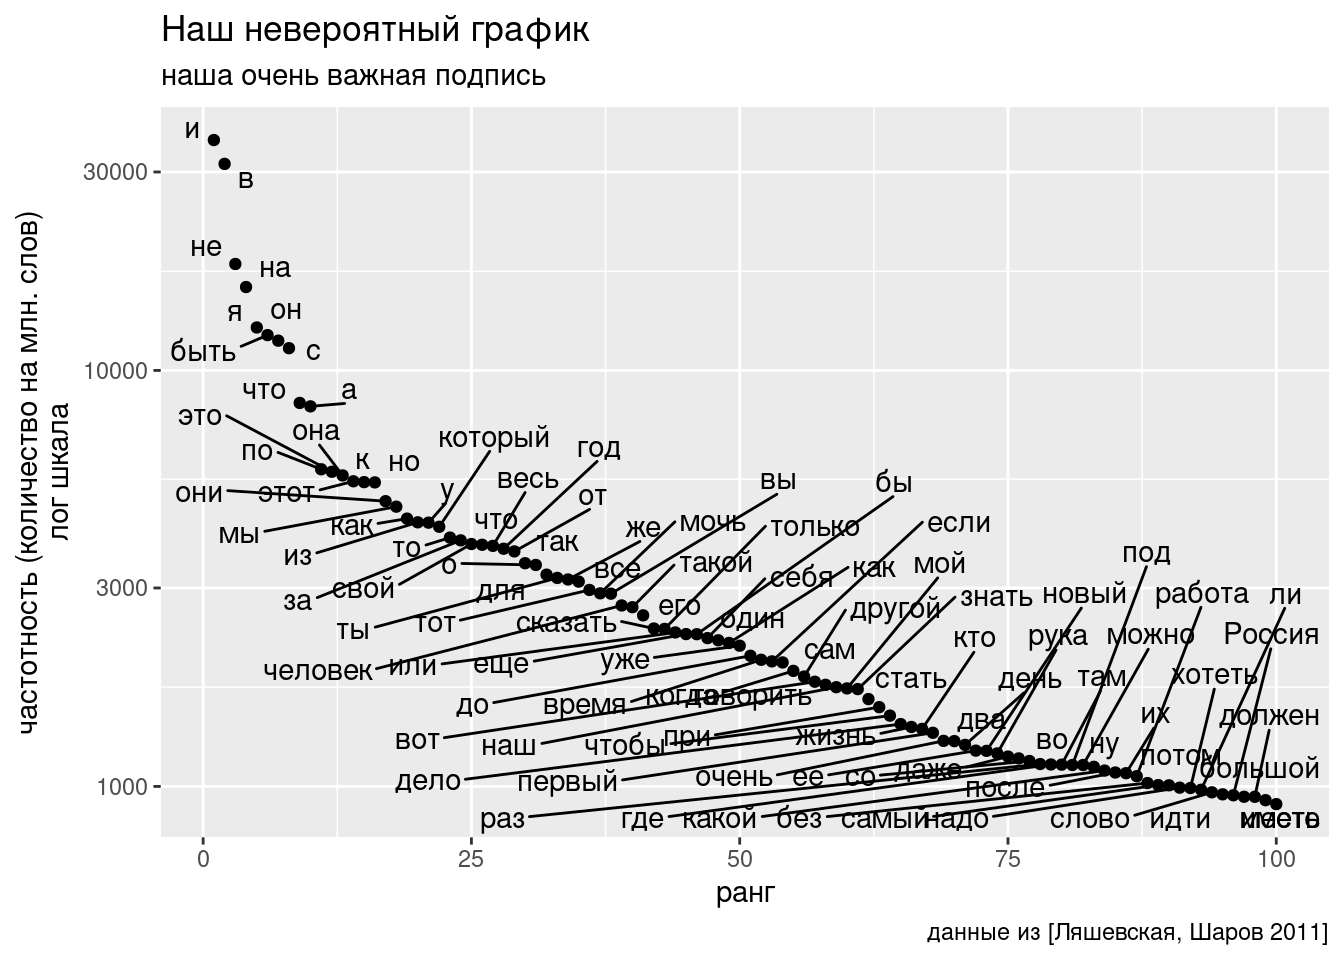 Наш невероятный график
наша очень важная подпись
частотность (количество на млн. слов)
лог шкала
30000
10000
3000
1000
и
в
не
на
я
он
быть
с
что
а
это
она
который
по
к
но
год
они
этот
у
весь
от
вы
бы
мы
как
что
же
мочь
только
если
из
то
так
под
о
все
такой
как
мой
за
свой
для
себя
другой
знать
новый
работа
ли
ты
тот
сказать
его
один
кто
рука
можно
Россия
человек
или
еще
уже
сам
стать
день
там
хотеть
до
время
когда
говорить
два
их
должен
вот
наш
чтобы
при
жизнь
во
ну
потом
большой
дело
первый
очень
ее
со
даже
после
раз
где
какой
без
самый
надо
слово
идти
иметь
0
25
50
75
100
ранг
данные из [Ляшевская, Шаров 2011]